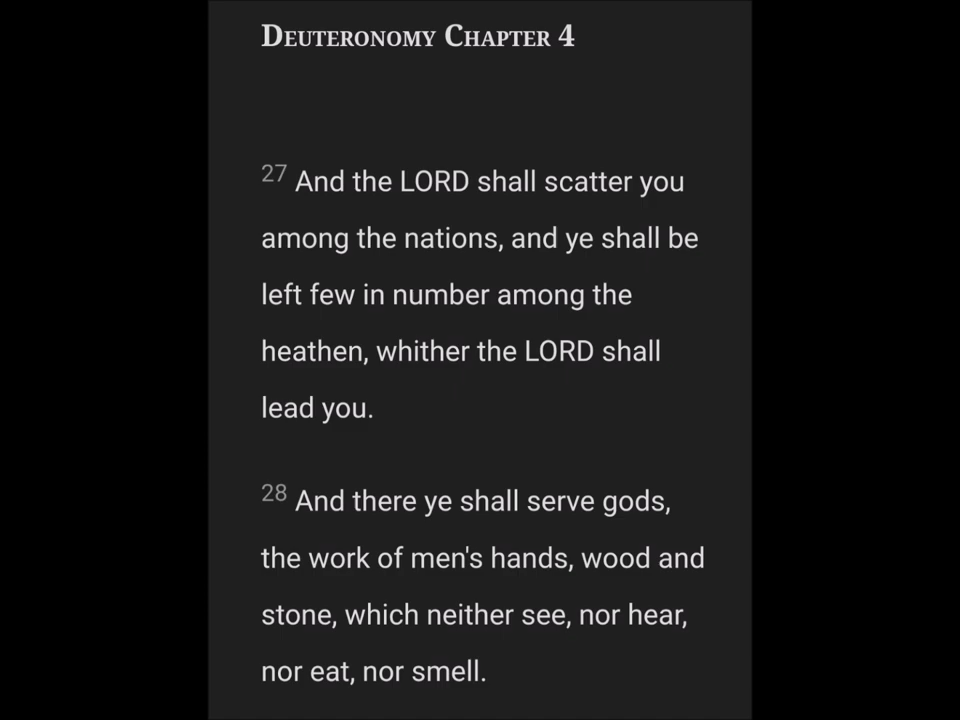 DEUTERONOMY CHAPTER 4
27 And the LORD shall scatter you
among the nations, and ye shall be
left few in number among the
heathen, whither the LORD shall
lead you.
28 And there ye shall serve gods,
the work of men's hands, wood and
stone, which neither see, nor hear,
nor eat, nor smell.